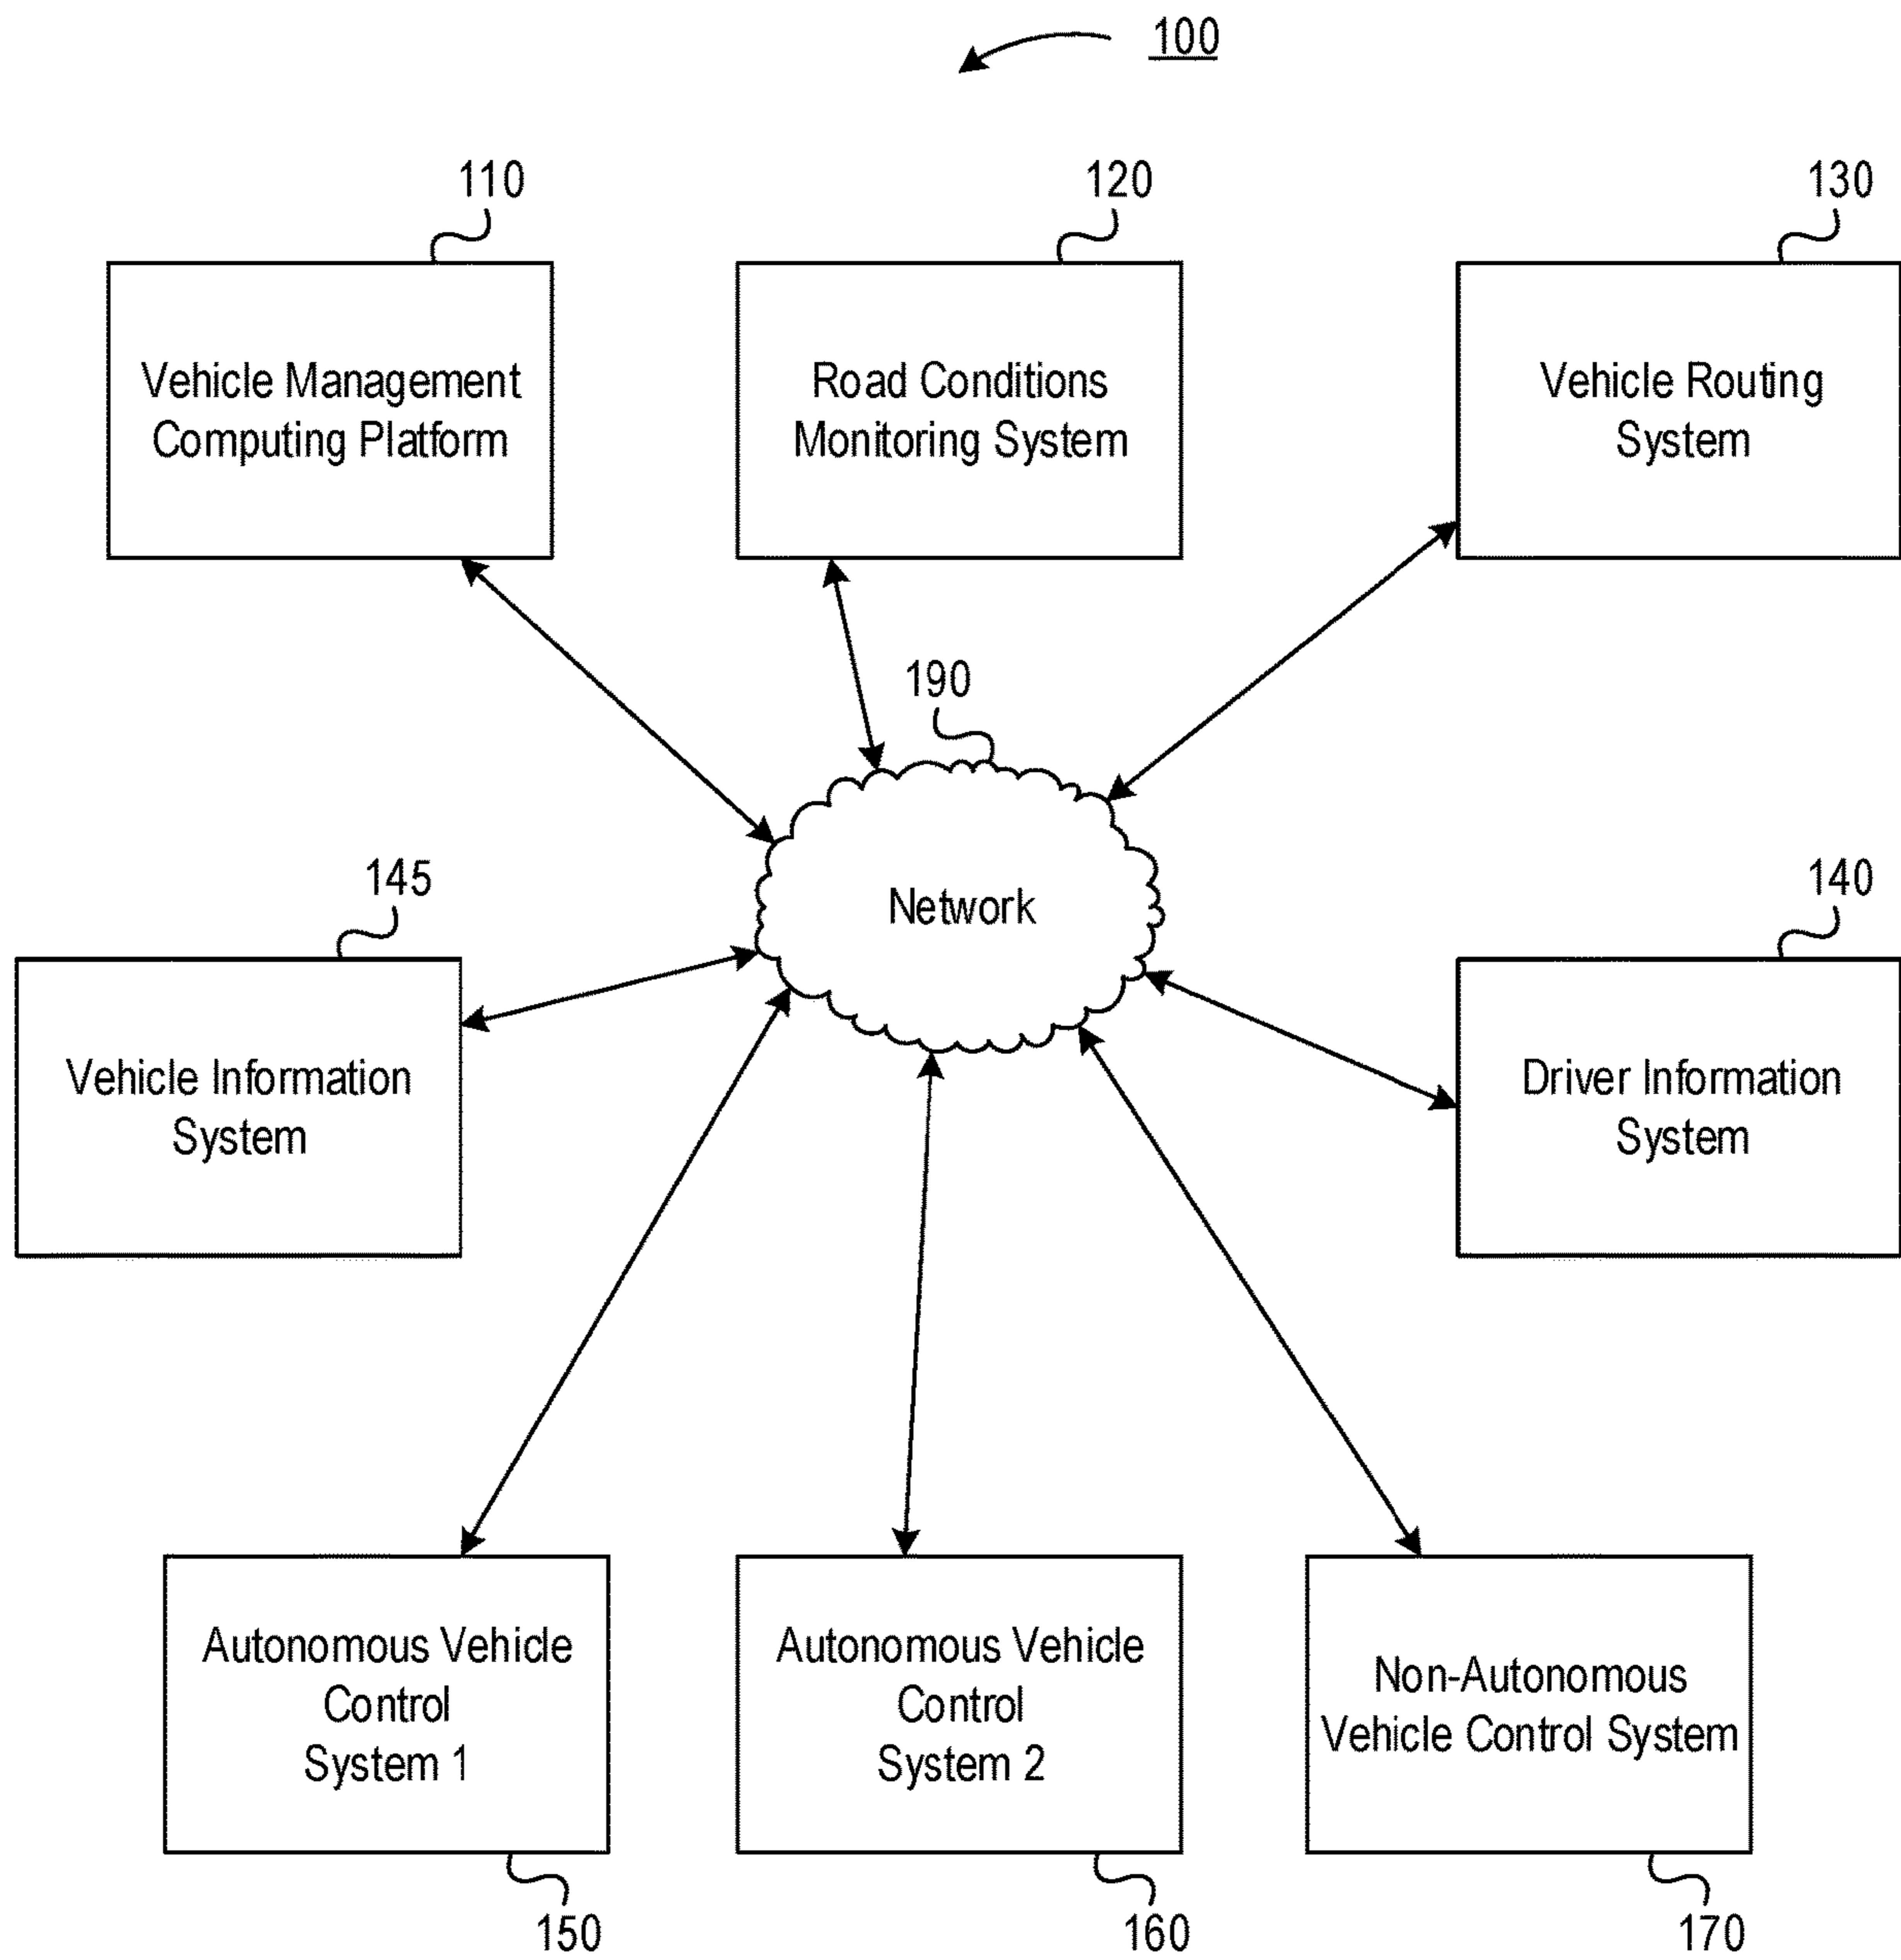 100
110
120
130
Vehicle Management
Computing Platform
Road Conditions
Monitoring System
Vehicle Routing
System
190
145
Network
140
Vehicle Information
System
Driver Information
System
Autonomous Vehicle
Control
System 1
Autonomous Vehicle
Control
System 2
Non-Autonomous
Vehicle Control System
150
160
170